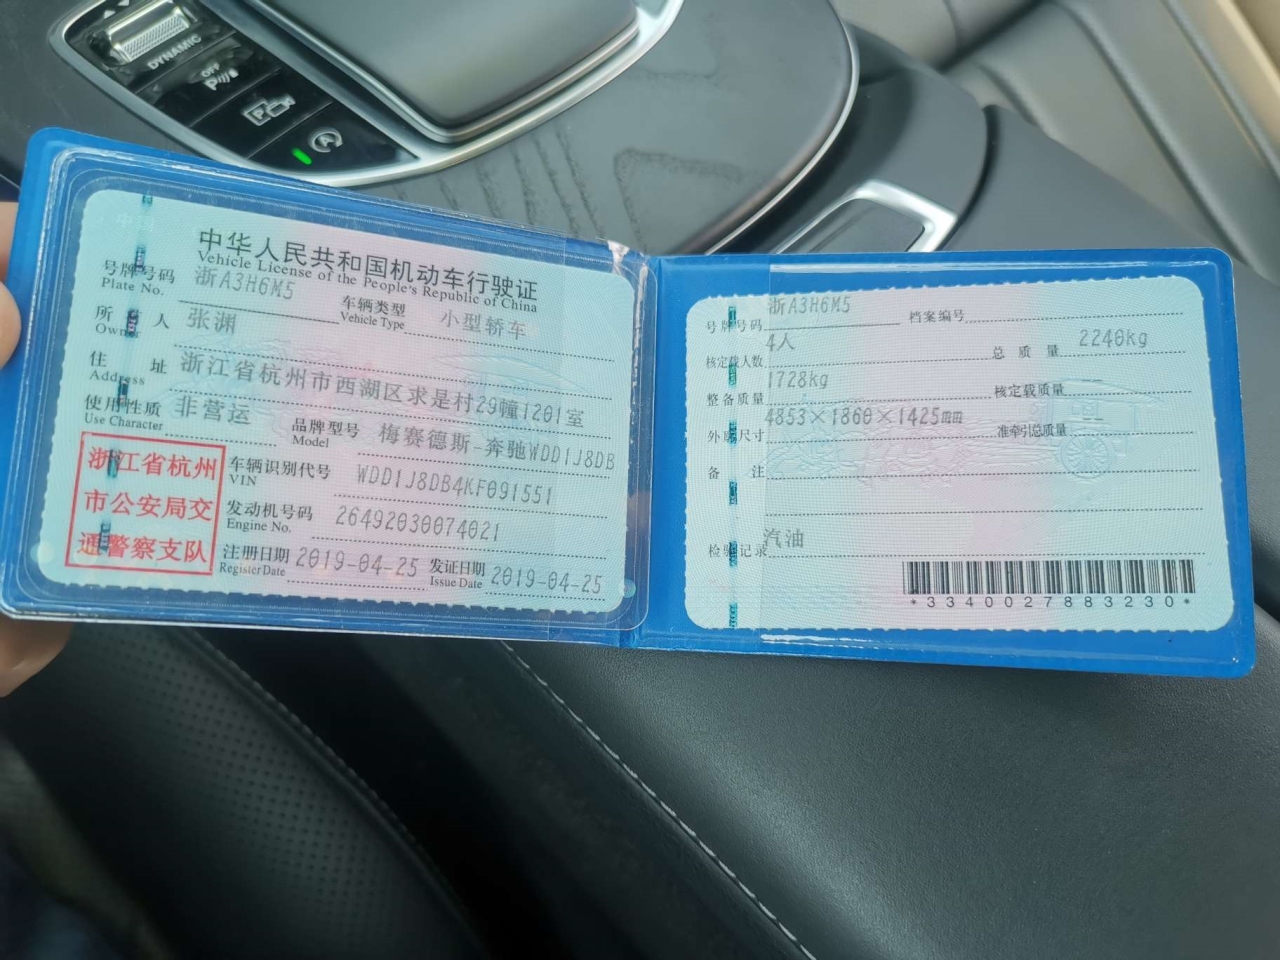 DYNAMIC
OFF
P
P
A
中华人民共和国机动车行驶证
Vehicle License of the People's Republic of China
号牌号码 浙A3H6M5 车辆类型 小型轿车
Plate No. Vehicle Type
所有人 张渊
Owner
住址 浙江省杭州市西湖区求是村29幢1201室
Address
使用性质 非营运 品牌型号 梅赛德斯-奔驰WDD1J8DB
Use Character Model
浙江省杭州
市公安局交
通警察支队
车辆识别代号 WDD1J8DB4KF091551
VIN
发动机号码 26492030074021
Engine No.
注册日期 2019-04-25 发证日期 2019-04-25
Register Date Issue Date
号牌号码 浙A3H6M5 档案编号
核定载人数 4人 总质量 2240kg
整备质量 1728kg 核定载质量
外廓尺寸 4853×1860×1425mm 准牵引总质量
备注
检验记录 汽油
*3340027883230*